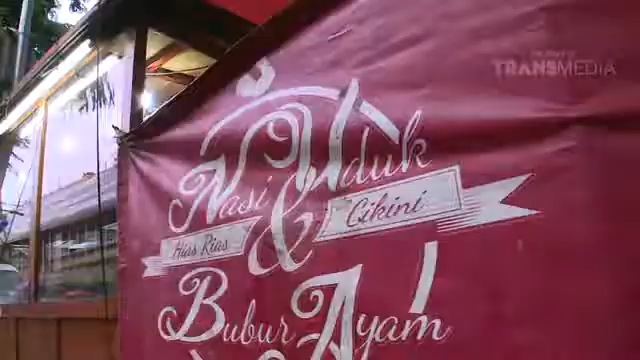 TRANSMEDIA
Nasi Uduk
&
Hias Rias Cikini
Bubur Ayam